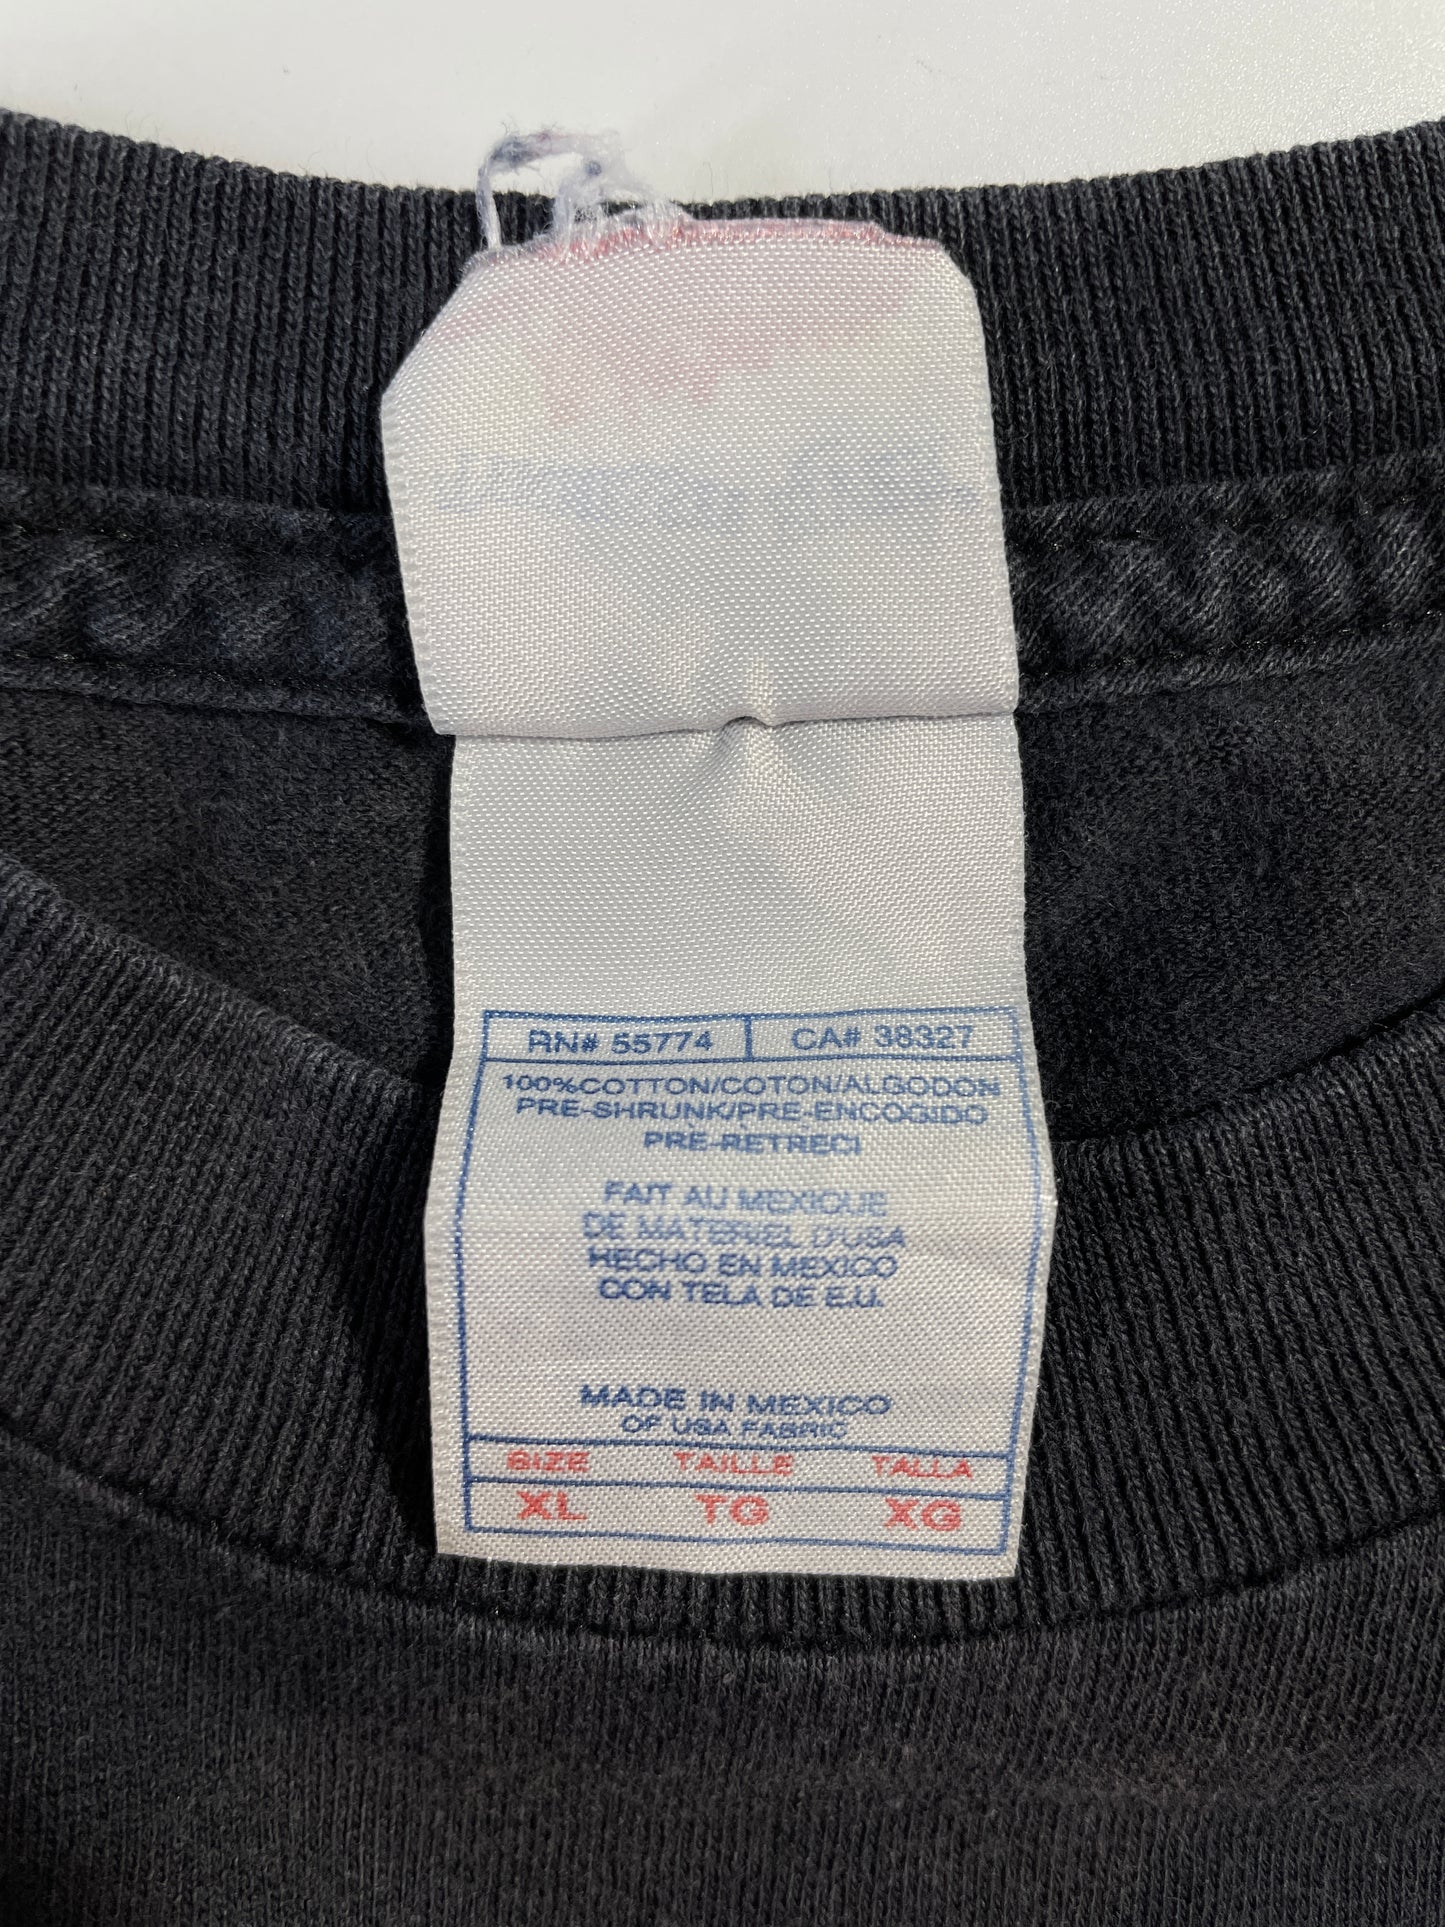 RN# 55774 CA# 38327
100%COTTON/COTON/ALGODON
PRE-SHRUNK/PRE-ENCOGIDO
PRÈ-RETRECI
FAIT AU MEXIQUE
DE MATERIEL D'USA
HECHO EN MEXICO
CON TELA DE E.U.
MADE IN MEXICO
OF USA FABRIC
SIZE TAILLE TALLA
XL TG XG